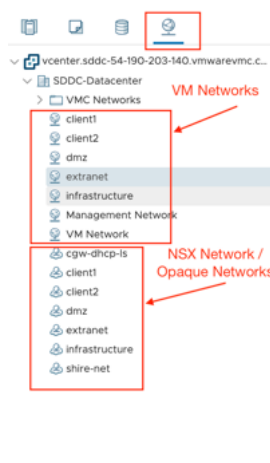 vcenter.sddc-54-190-203-140.vmwarevmc.c...
SDDC-Datacenter
VMC Networks
VM Networks
client1
client2
dmz
extranet
infrastructure
Management Network
VM Network
cgw-dhcp-ls
NSX Network /
Opaque Networks
client1
client2
dmz
extranet
infrastructure
shire-net